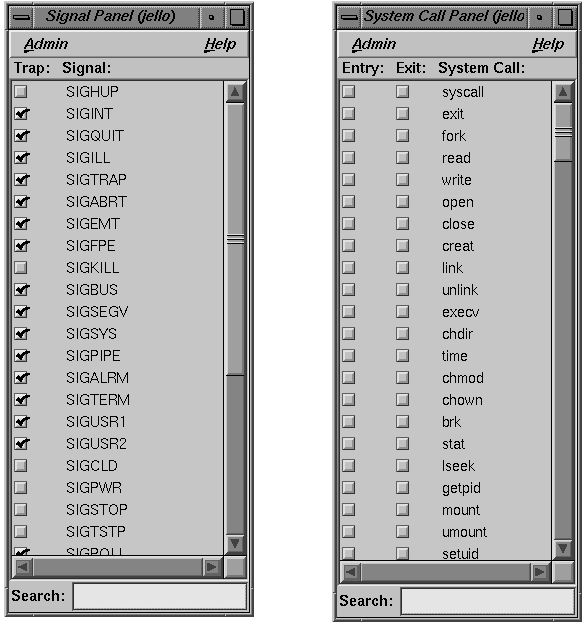 Signal Panel (jello)
Admin Help
Trap: Signal:
SIGHUP
SIGINT
SIGQUIT
SIGILL
SIGTRAP
SIGABRT
SIGEMT
SIGFPE
SIGKILL
SIGBUS
SIGSEGV
SIGSYS
SIGPIPE
SIGALRM
SIGTERM
SIGUSR1
SIGUSR2
SIGCLD
SIGPWR
SIGSTOP
SIGTSTP
SIGPOLL
Search:
System Call Panel (jello
Admin Help
Entry: Exit: System Call:
syscall
exit
fork
read
write
open
close
creat
link
unlink
execv
chdir
time
chmod
chown
brk
stat
lseek
getpid
mount
umount
setuid
Search: